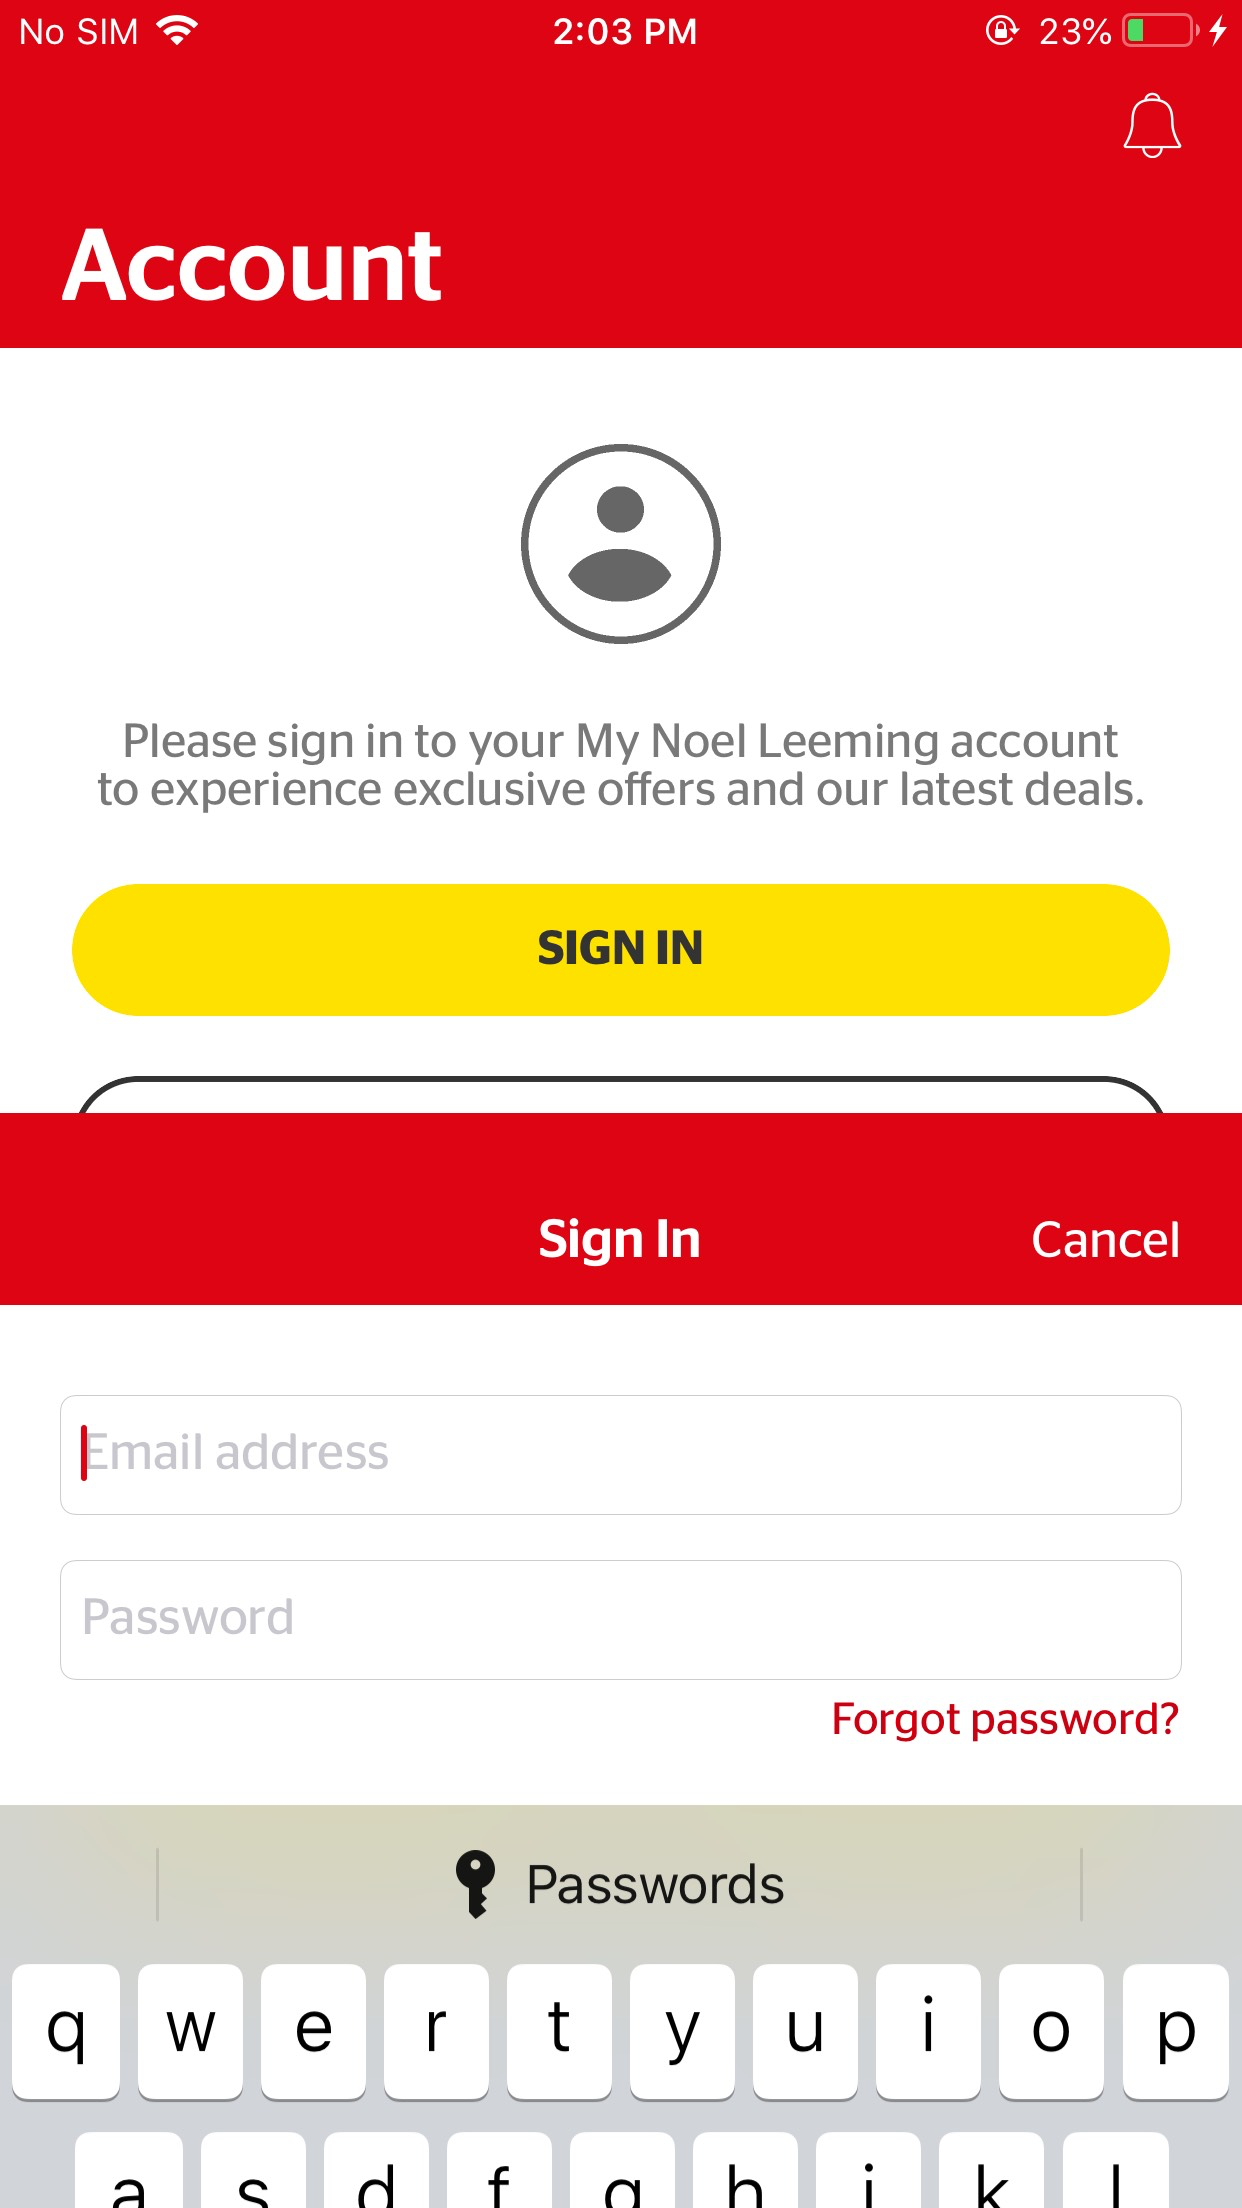 No SIM 2:03 PM 23%
Account
Please sign in to your My Noel Leeming account
to experience exclusive offers and our latest deals.
SIGN IN
Sign In Cancel
Email address
Password
Forgot password?
Passwords
q w e r t y u i o p
a s d f g h j k l